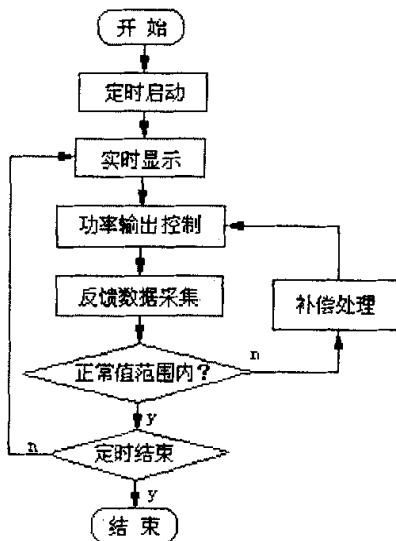 开 始
定时启动
实时显示
功率输出控制
反馈数据采集
补偿处理
正常值范围内?
n
y
定时结束
n
y
结 束